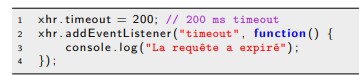 1 xhr.timeout = 200; // 200 ms timeout
2 xhr.addEventListener("timeout", function() {
3     console.log("La requête a expiré");
4 });